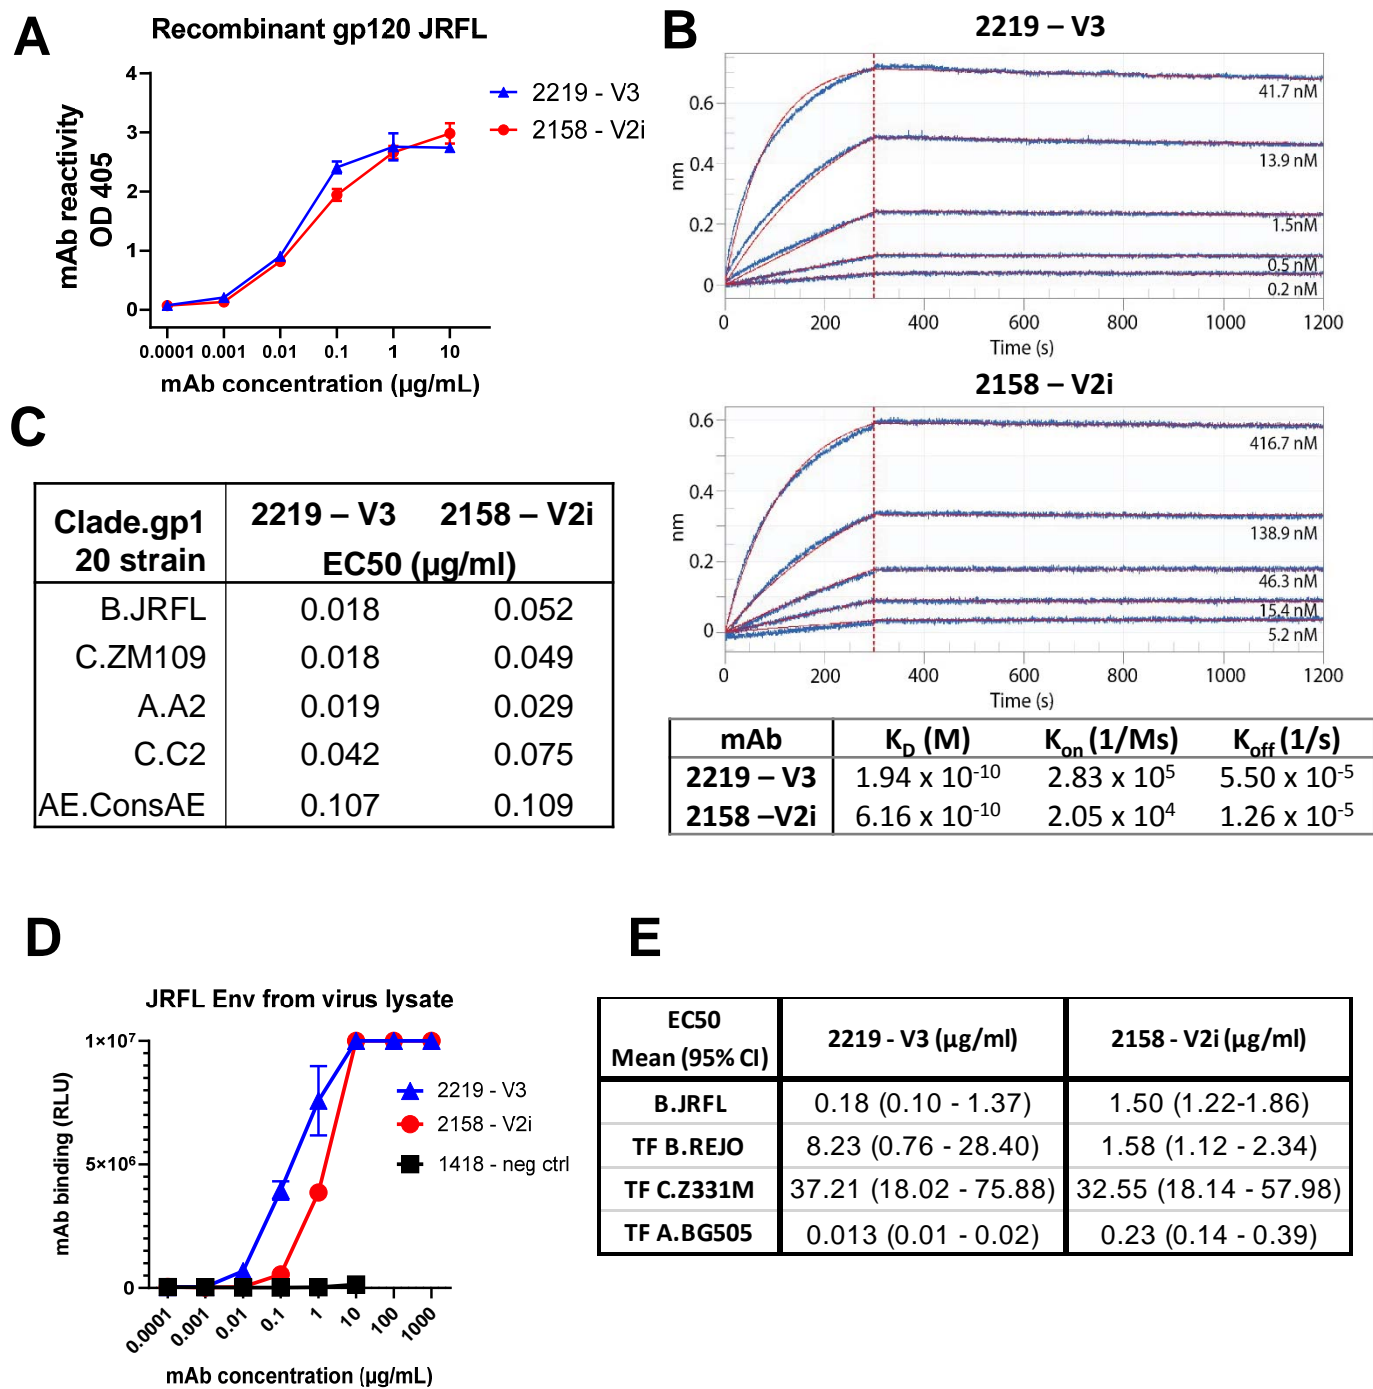 A
Recombinant gp120 JRFL
mAb reactivity
OD 405
4
3
2
1
0
0.0001 0.001 0.01 0.1 1 10
mAb concentration (µg/mL)
2219 - V3
2158 - V2i
B
2219 – V3
nm
0.6
0.4
0.2
0
41.7 nM
13.9 nM
1.5nM
0.5 nM
0.2 nM
0 200 400 600 800 1000 1200
Time (s)
2158 – V2i
nm
0.6
0.4
0.2
0
416.7 nM
138.9 nM
46.3 nM
15.4 nM
5.2 nM
0 200 400 600 800 1000 1200
Time (s)
mAb K_D (M) K_on (1/Ms) K_off (1/s)
2219 – V3 1.94 x 10^-10 2.83 x 10^5 5.50 x 10^-5
2158 –V2i 6.16 x 10^-10 2.05 x 10^4 1.26 x 10^-5
C
Clade.gp1
20 strain
2219 – V3 2158 – V2i
EC50 (µg/ml)
B.JRFL 0.018 0.052
C.ZM109 0.018 0.049
A.A2 0.019 0.029
C.C2 0.042 0.075
AE.ConsAE 0.107 0.109
D
JRFL Env from virus lysate
mAb binding (RLU)
1×10^7
5×10^6
0
2219 - V3
2158 - V2i
1418 - neg ctrl
0.0001 0.001 0.01 0.1 1 10 100 1000
mAb concentration (µg/mL)
E
EC50
Mean (95% CI)
2219 - V3 (µg/ml) 2158 - V2i (µg/ml)
B.JRFL 0.18 (0.10 - 1.37) 1.50 (1.22-1.86)
TF B.REJO 8.23 (0.76 - 28.40) 1.58 (1.12 - 2.34)
TF C.Z331M 37.21 (18.02 - 75.88) 32.55 (18.14 - 57.98)
TF A.BG505 0.013 (0.01 - 0.02) 0.23 (0.14 - 0.39)